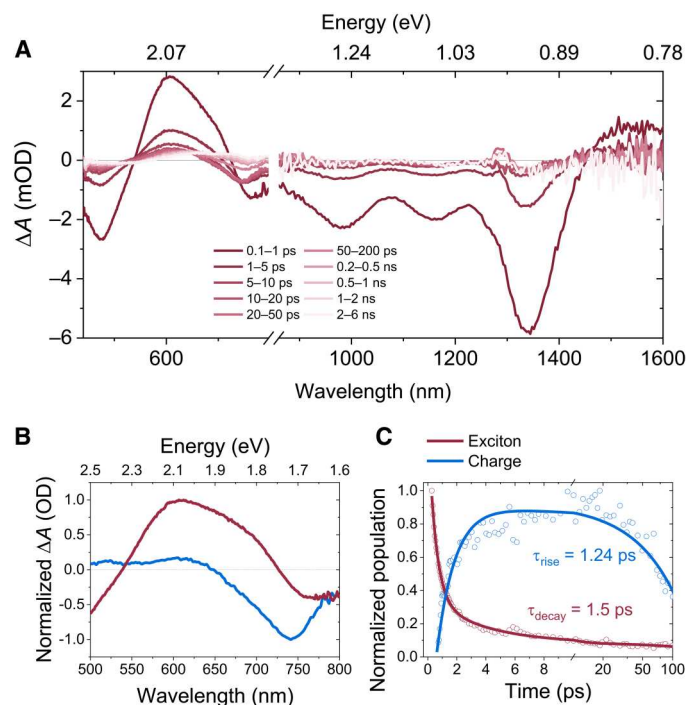 A
Energy (eV)
2.07 1.24 1.03 0.89 0.78
ΔA (mOD)
2
0
−2
−4
−6
0.1–1 ps 50–200 ps
1–5 ps 0.2–0.5 ns
5–10 ps 0.5–1 ns
10–20 ps 1–2 ns
20–50 ps 2–6 ns
600 1000 1200 1400 1600
Wavelength (nm)
B
Energy (eV)
2.5 2.3 2.1 1.9 1.8 1.7 1.6
Normalized ΔA (OD)
1.0
0.5
0.0
-0.5
-1.0
500 550 600 650 700 750 800
Wavelength (nm)
C
Exciton
Charge
Normalized population
1.0
0.8
0.6
0.4
0.2
0.0
τrise = 1.24 ps
τdecay = 1.5 ps
0 2 4 6 8 20 50 100
Time (ps)